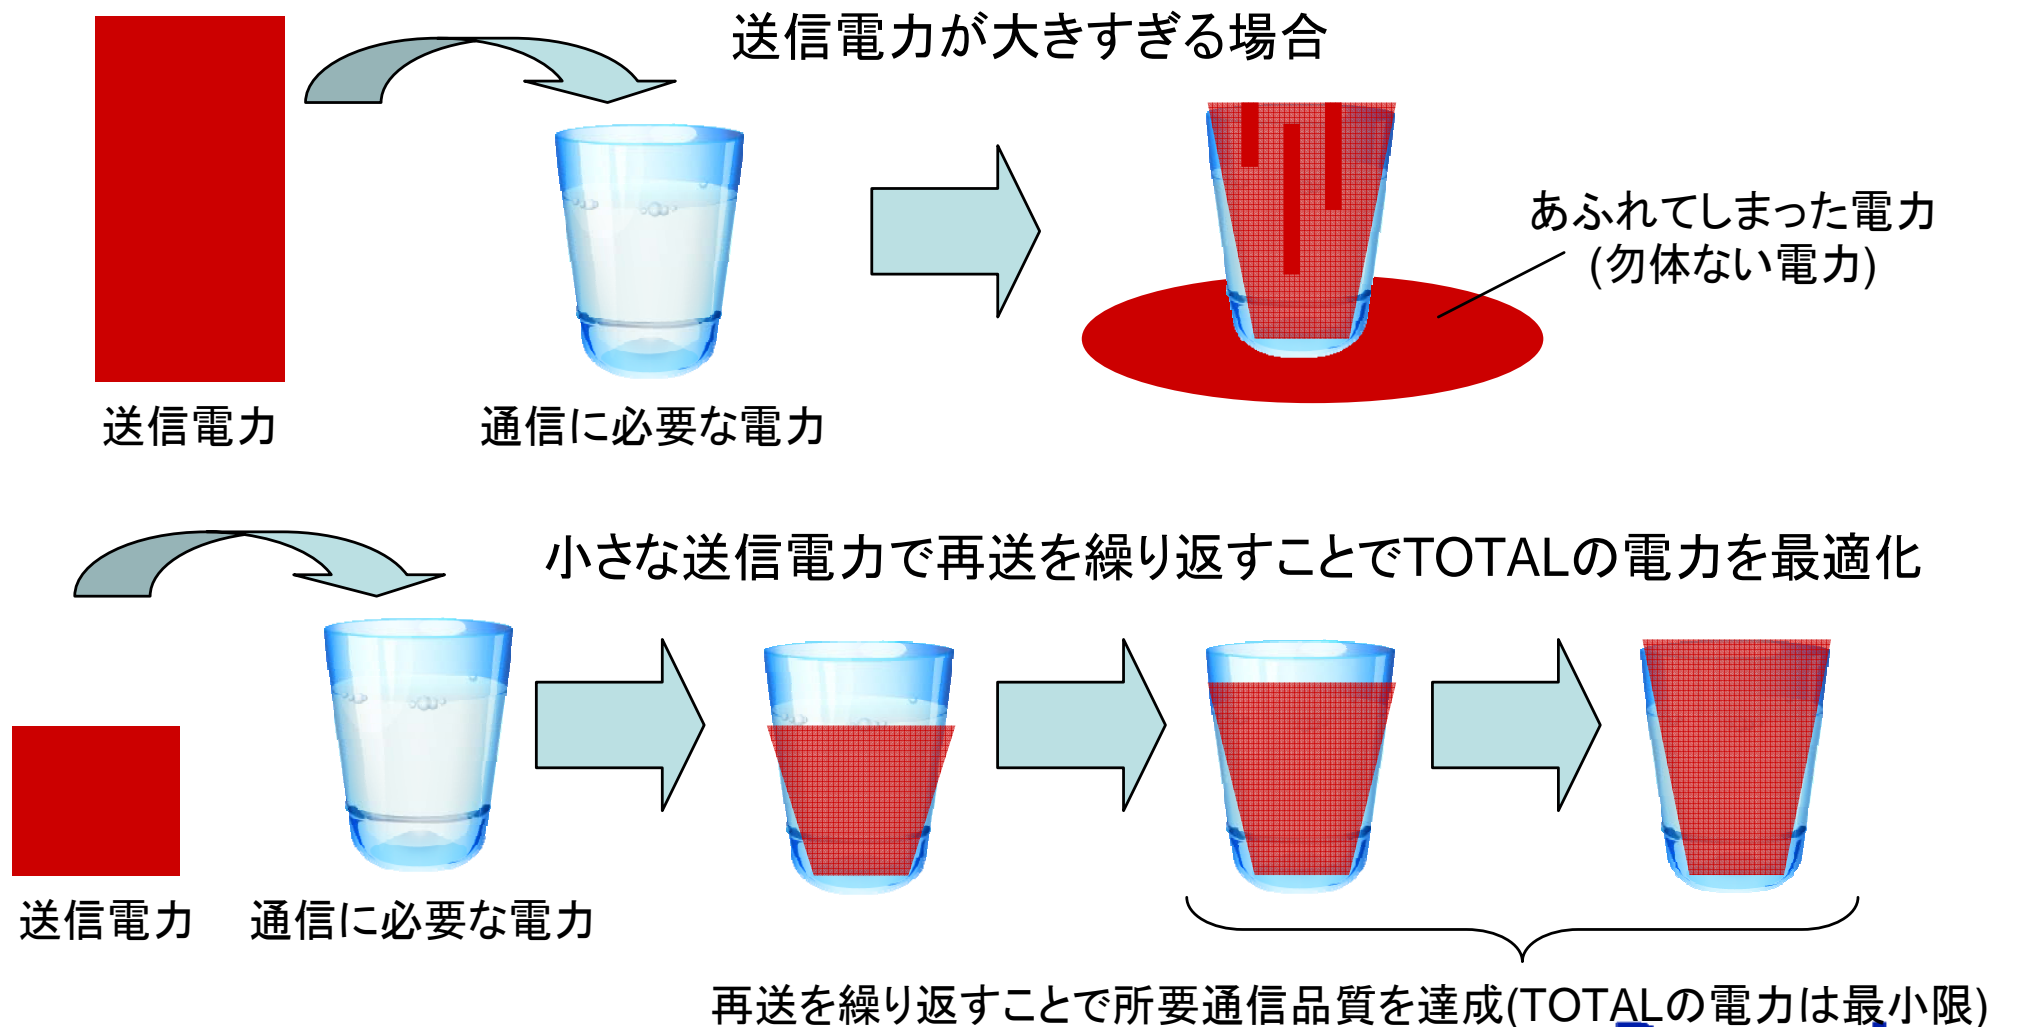 送信電力が大きすぎる場合
あふれてしまった電力
(勿体ない電力)
送信電力
通信に必要な電力
小さな送信電力で再送を繰り返すことでTOTALの電力を最適化
送信電力
通信に必要な電力
再送を繰り返すことで所要通信品質を達成(TOTALの電力は最小限)